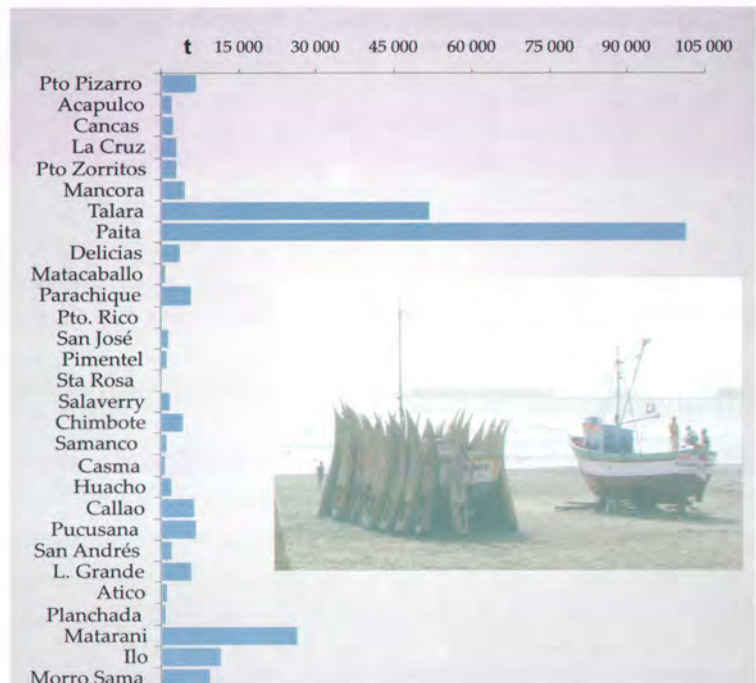 t 15 000 30 000 45 000 60 000 75 000 90 000 105 000
Pto Pizarro
Acapulco
Cancas
La Cruz
Pto Zorritos
Mancora
Talara
Paita
Delicias
Matacaballo
Parachique
Pto. Rico
San José
Pimentel
Sta Rosa
Salaverry
Chimbote
Samanco
Casma
Huacho
Callao
Pucusana
San Andrés
L. Grande
Atico
Planchada
Matarani
Ilo
Morro Sama